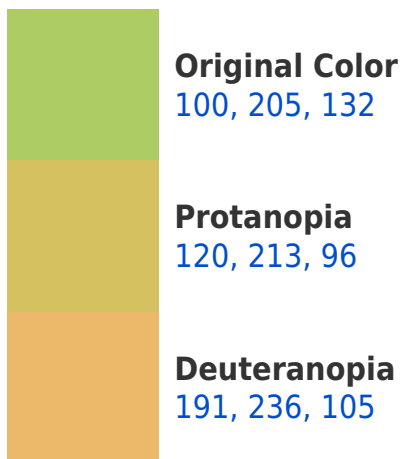 Original Color
100, 205, 132
Protanopia
120, 213, 96
Deuteranopia
191, 236, 105